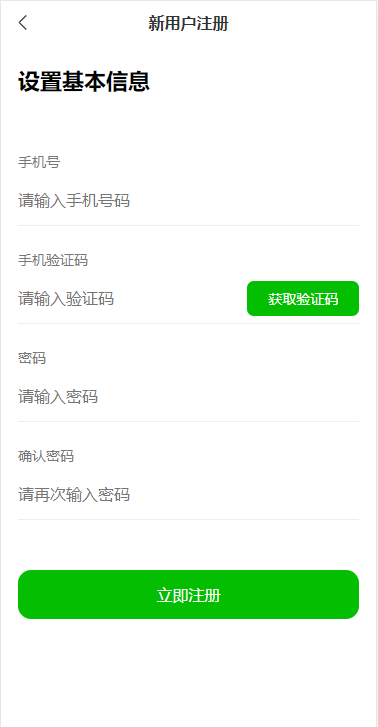 新用户注册
设置基本信息
手机号
请输入手机号码
手机验证码
请输入验证码
获取验证码
密码
请输入密码
确认密码
请再次输入密码
立即注册